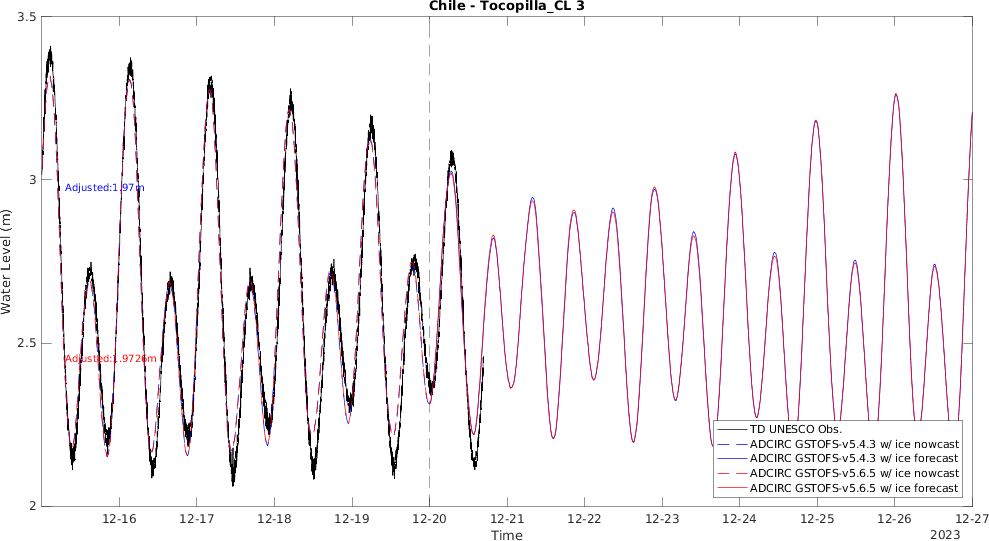 Chile - Tocopilla_CL 3
3.5
3
2.5
2
Water Level (m)
Adjusted:1.97m
Adjusted:1.9726m
TD UNESCO Obs.
ADCIRC GSTOFS-v5.4.3 w/ ice nowcast
ADCIRC GSTOFS-v5.4.3 w/ ice forecast
ADCIRC GSTOFS-v5.6.5 w/ ice nowcast
ADCIRC GSTOFS-v5.6.5 w/ ice forecast
12-16 12-17 12-18 12-19 12-20 12-21 12-22 12-23 12-24 12-25 12-26 12-27
Time
2023